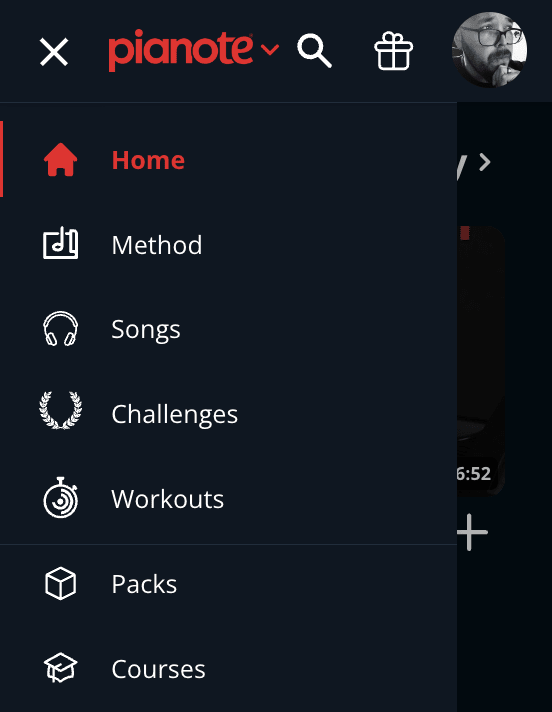 pianote
Home
Method
Songs
Challenges
Workouts
6:52
Packs
Courses